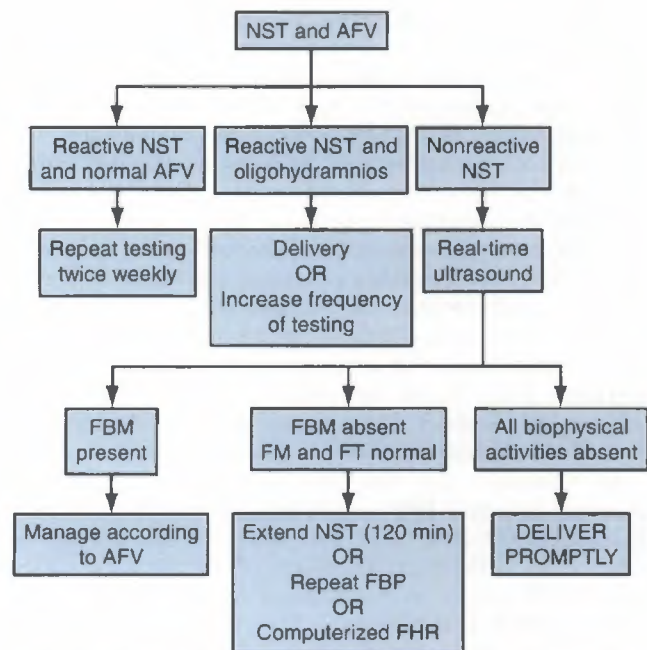 NST and AFV
Reactive NST
and normal AFV
Reactive NST and
oligohydramnios
Nonreactive
NST
Repeat testing
twice weekly
Delivery
OR
Increase frequency
of testing
Real-time
ultrasound
FBM
present
FBM absent
FM and FT normal
All biophysical
activities absent
Manage according
to AFV
Extend NST (120 min)
OR
Repeat FBP
OR
Computerized FHR
DELIVER
PROMPTLY